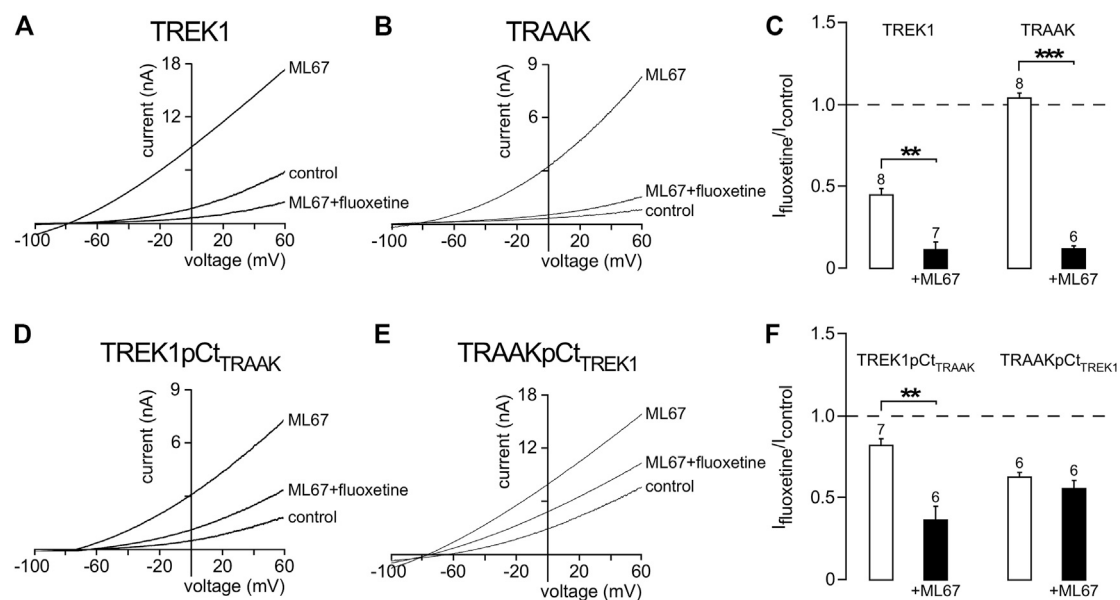 A
TREK1
current (nA)
18
12
ML67
control
ML67+fluoxetine
-100 -60 -20 20 60
voltage (mV)
B
TRAAK
current (nA)
9
6
ML67
ML67+fluoxetine
control
-100 -60 -20 20 60
voltage (mV)
C
Ifluoxetine/Icontrol
1.5
1.0
0.5
0
TREK1 TRAAK
** ***
8 7 8 6
+ML67 +ML67
D
TREK1pCtTRAAK
current (nA)
9
6
ML67
ML67+fluoxetine
control
-100 -60 -20 20 60
voltage (mV)
E
TRAAKpCtTREK1
current (nA)
18
12
ML67
ML67+fluoxetine
control
-100 -60 -20 20 60
voltage (mV)
F
Ifluoxetine/Icontrol
1.5
1.0
0.5
0
TREK1pCtTRAAK TRAAKpCtTREK1
**
7 6 6 6
+ML67 +ML67